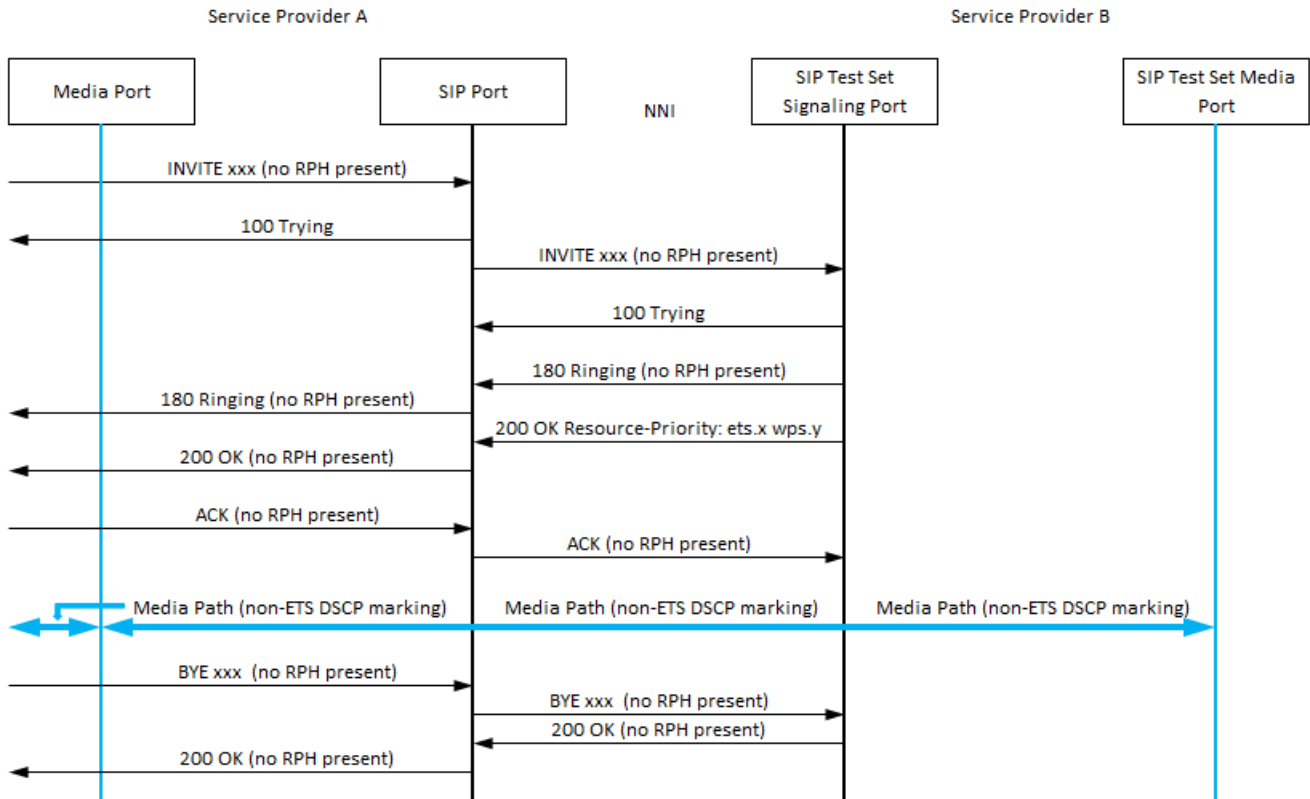 Service Provider A
Service Provider B
Media Port
SIP Port
NNI
SIP Test Set
Signaling Port
SIP Test Set Media
Port
INVITE xxx (no RPH present)
100 Trying
INVITE xxx (no RPH present)
100 Trying
180 Ringing (no RPH present)
180 Ringing (no RPH present)
200 OK Resource-Priority: ets.x wps.y
200 OK (no RPH present)
ACK (no RPH present)
ACK (no RPH present)
Media Path (non-ETS DSCP marking)
Media Path (non-ETS DSCP marking)
Media Path (non-ETS DSCP marking)
BYE xxx (no RPH present)
BYE xxx (no RPH present)
200 OK (no RPH present)
200 OK (no RPH present)